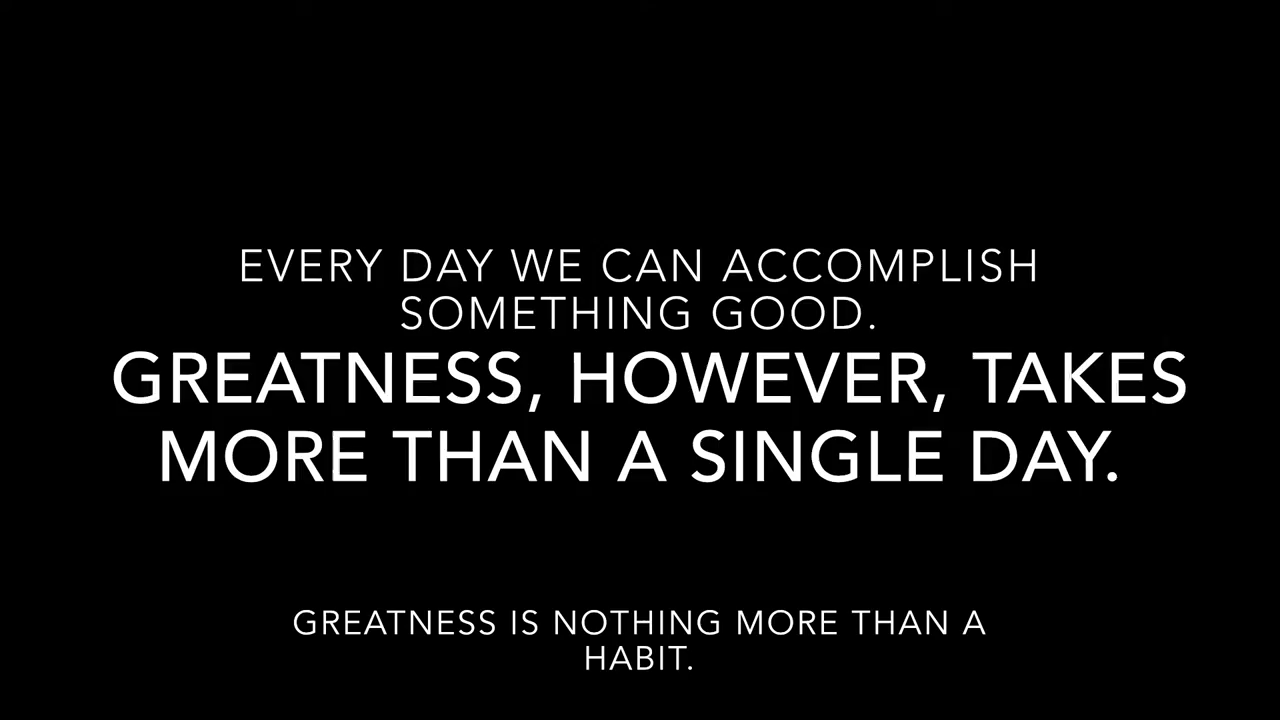 EVERY DAY WE CAN ACCOMPLISH
SOMETHING GOOD.
GREATNESS, HOWEVER, TAKES
MORE THAN A SINGLE DAY.
GREATNESS IS NOTHING MORE THAN A
HABIT.